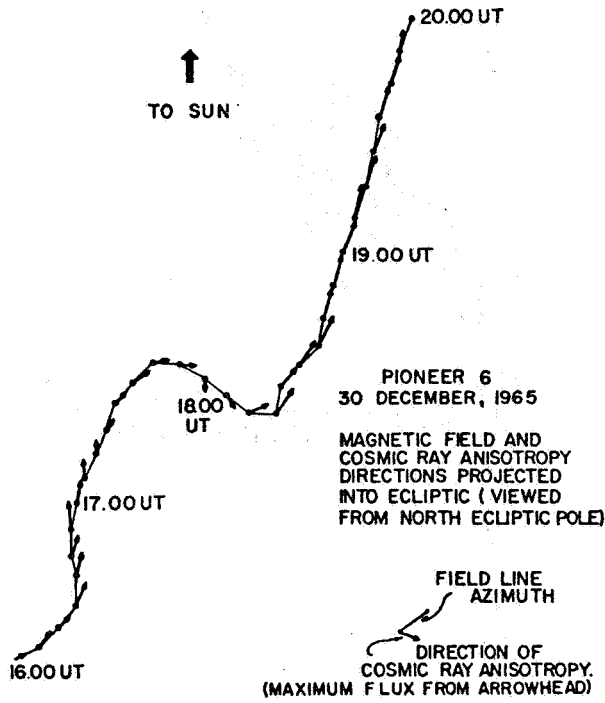 20.00 UT
TO SUN
19.00 UT
18.00
UT
PIONEER 6
30 DECEMBER, 1965
MAGNETIC FIELD AND
COSMIC RAY ANISOTROPY
DIRECTIONS PROJECTED
INTO ECLIPTIC (VIEWED
FROM NORTH ECLIPTIC POLE)
17.00 UT
FIELD LINE
AZIMUTH
DIRECTION OF
COSMIC RAY ANISOTROPY.
(MAXIMUM FLUX FROM ARROWHEAD)
16.00 UT